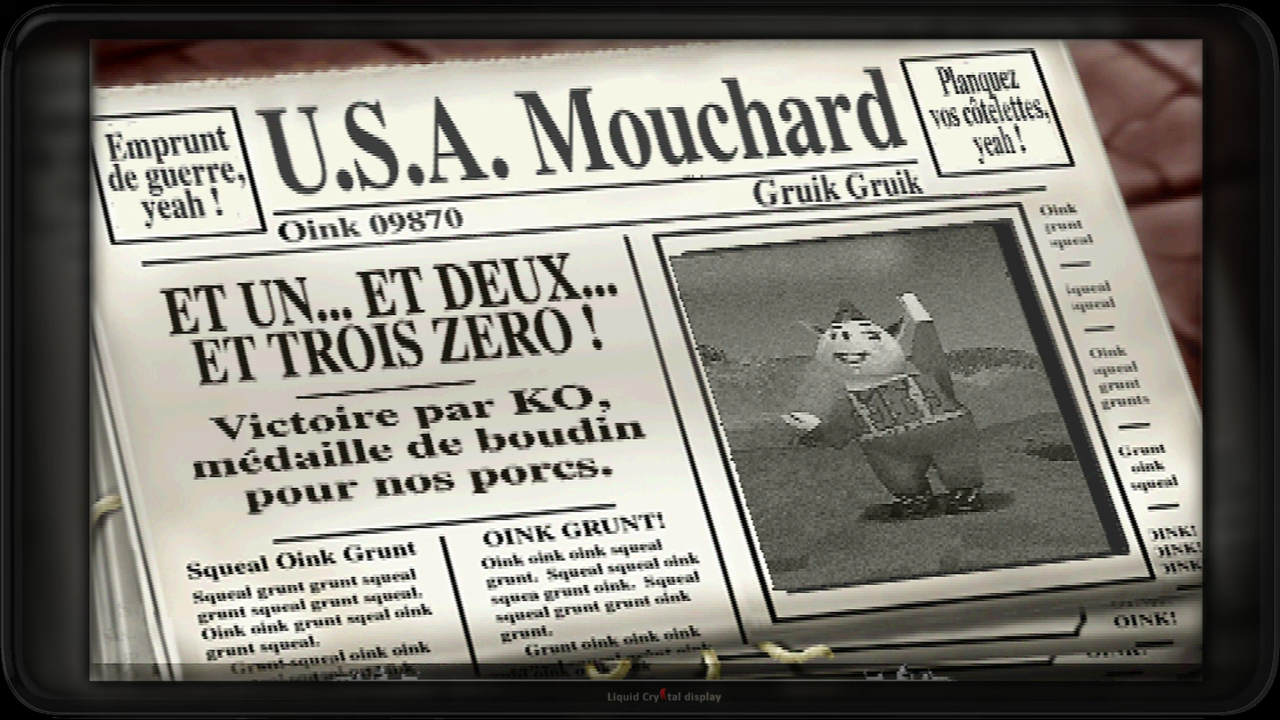 Emprunt
de guerre,
yeah !
U.S.A. Mouchard
Planquez
vos côtelettes,
yeah !
Oink 09870
Gruik Gruik
ET UN... ET DEUX...
ET TROIS ZERO !
Victoire par KO,
médaille de boudin
pour nos porcs.
Squeal Oink Grunt
Squeal grunt grunt squeal
grunt squeal grunt squeal.
Oink oink grunt sqeal oink
grunt squeal.
Grunt squeal oink oink
OINK GRUNT!
Oink oink oink squeal
grunt. Squeal squeal oink
squea grunt oink. Squeal
squeal grunt grunt oink
grunt.
Grunt oink oink oink
Oink
grunt
squeal
squeal
squeal
Oink
squeal
grunt
grunts
Grunt
oink
squeal
OINK!
OINK!
OINK!
OINK!
Liquid Crystal display